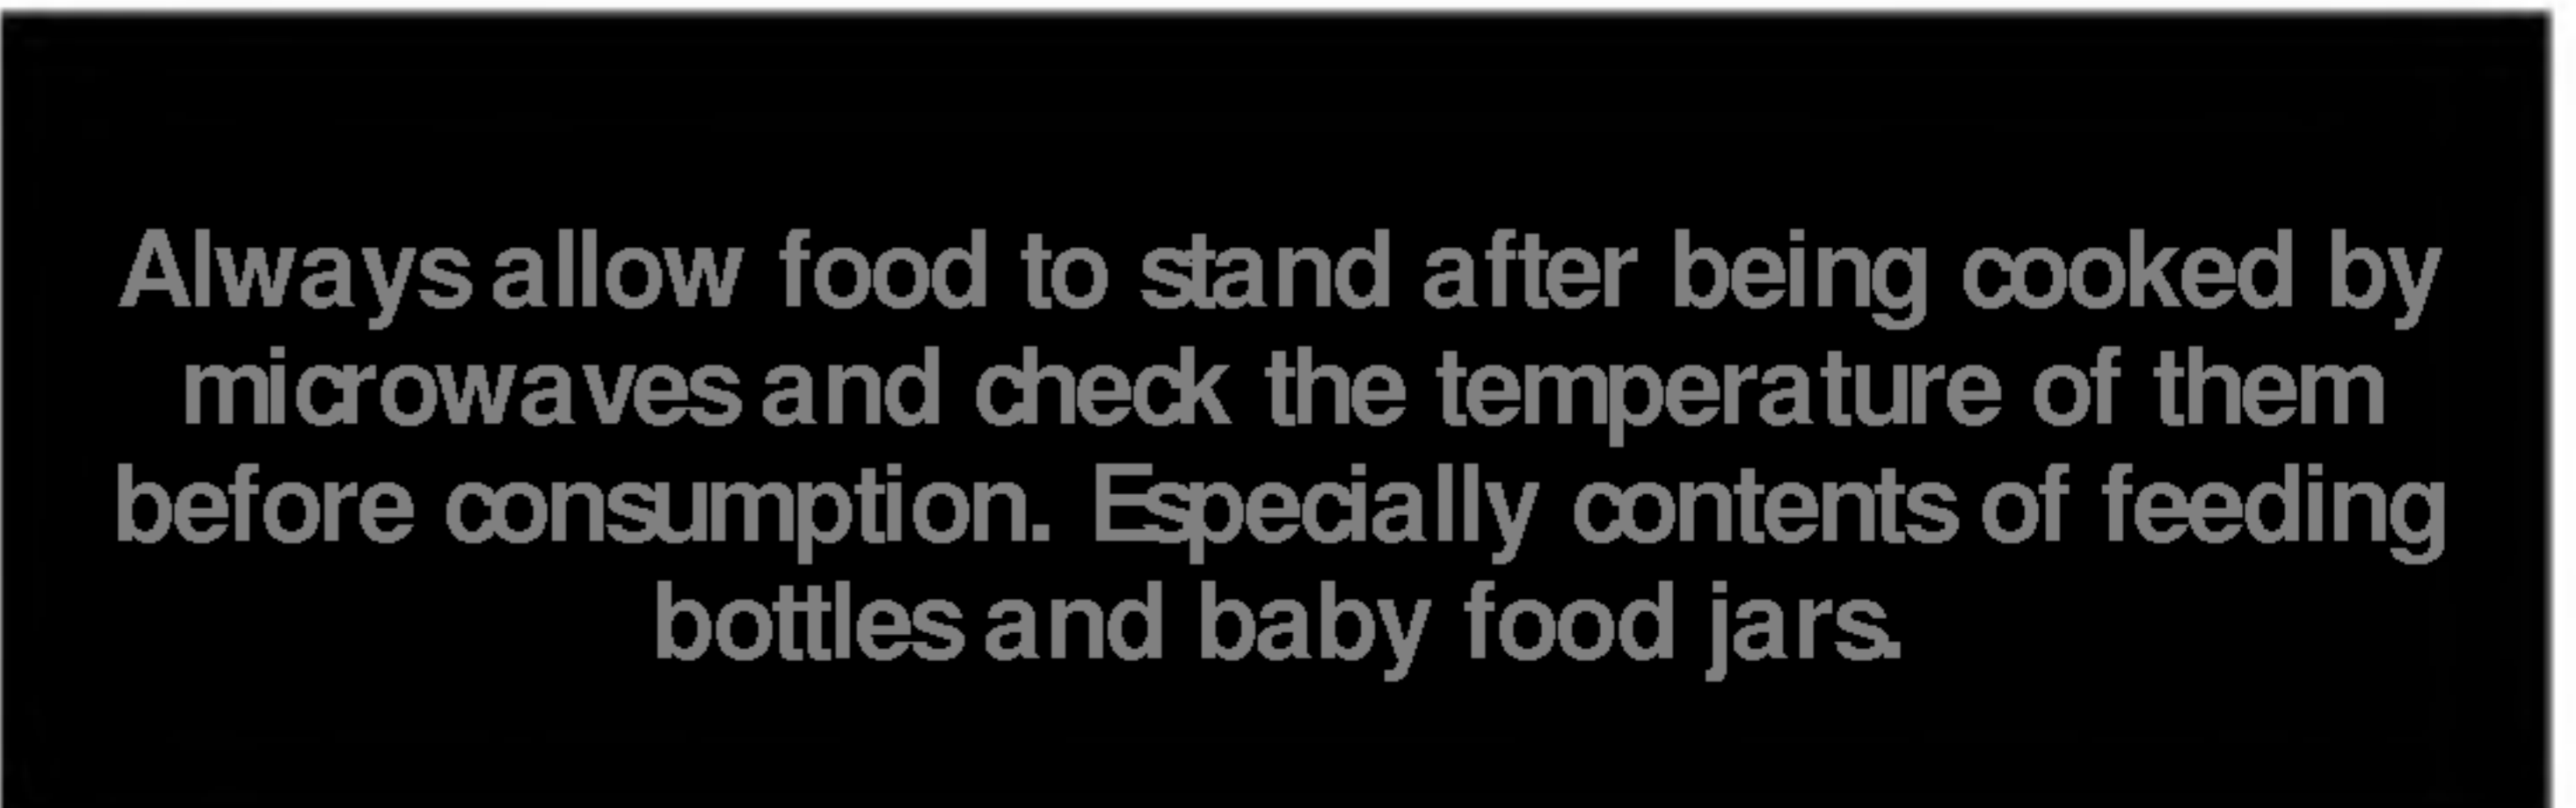 Always allow food to stand after being cooked by
microwaves and check the temperature of them
before consumption. Especially contents of feeding
bottles and baby food jars.